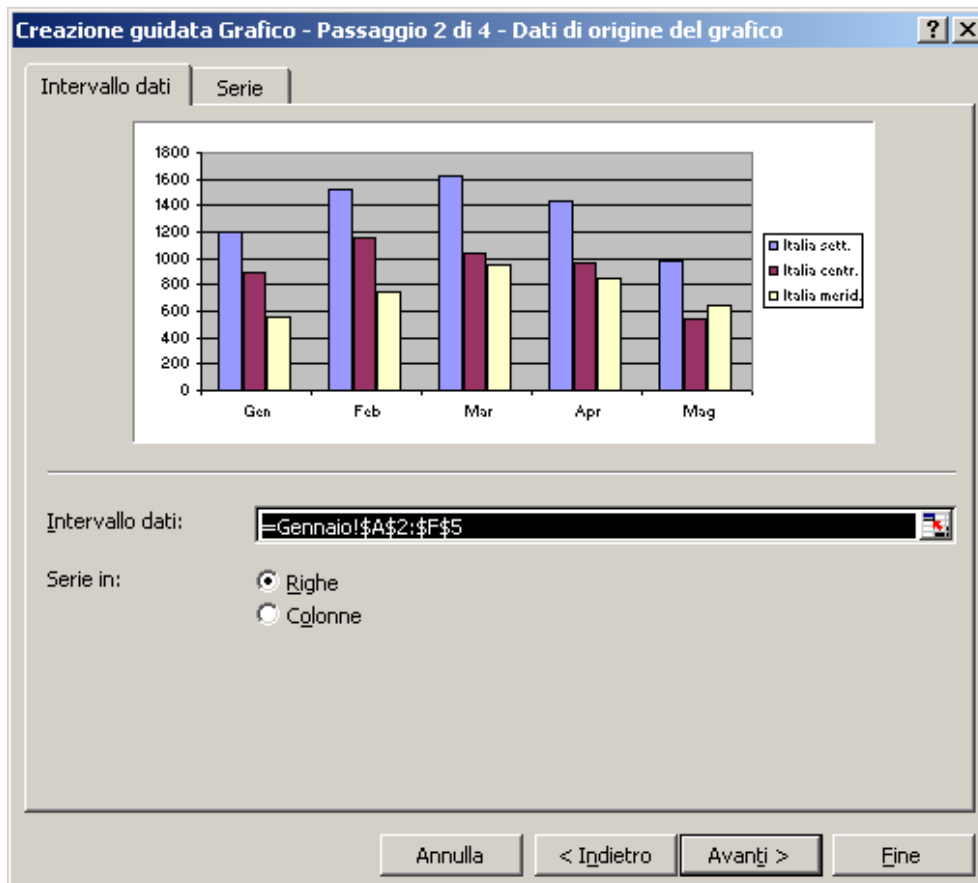 Creazione guidata Grafico - Passaggio 2 di 4 - Dati di origine del grafico
Intervallo dati
Serie
1800
1600
1400
1200
1000
800
600
400
200
0
Gen Feb Mar Apr Mag
Italia sett.
Italia centr.
Italia merid.
Intervallo dati:
=Gennaio!$A$2:$F$5
Serie in:
Righe
Colonne
Annulla
< Indietro
Avanti >
Fine